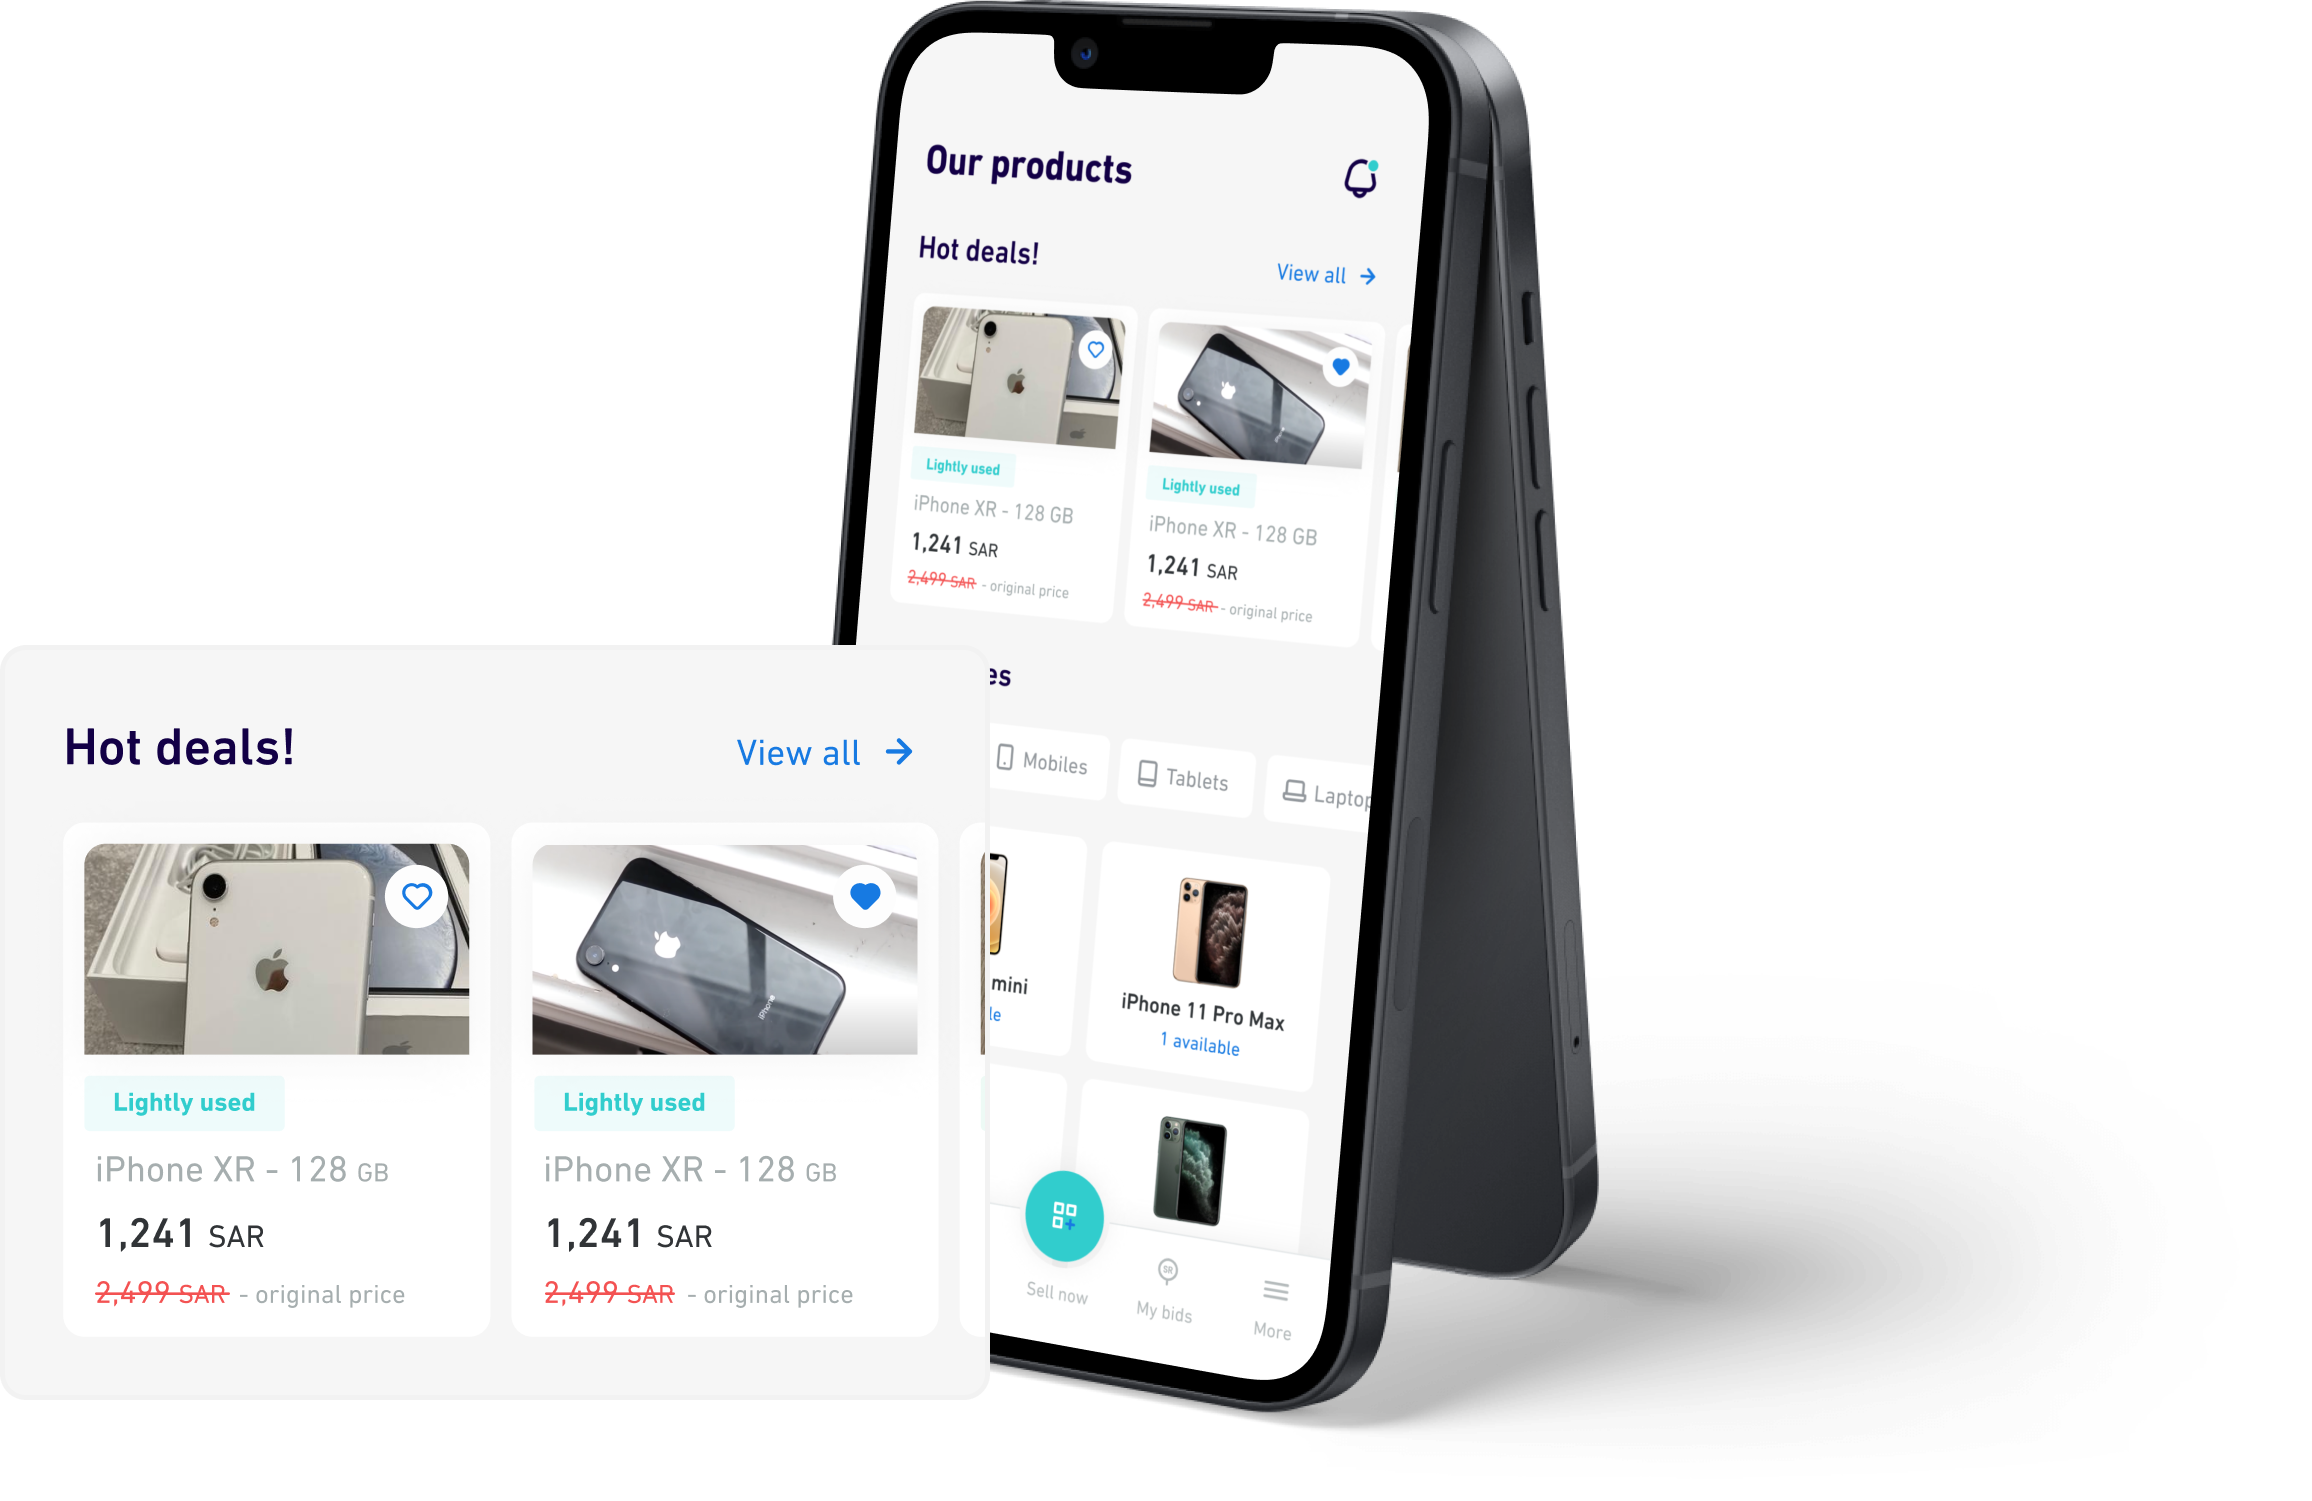 Our products
Hot deals!
View all
Lightly used
iPhone XR - 128 GB
1,241 SAR
2,499 SAR - original price
Lightly used
iPhone XR - 128 GB
1,241 SAR
2,499 SAR - original price
es
Mobiles
Tablets
Laptop
mini
le
iPhone 11 Pro Max
1 available
Sell now
SR
My bids
More
Hot deals!
View all
iPhone
Lightly used
iPhone XR - 128 GB
1,241 SAR
2,499 SAR - original price
Lightly used
iPhone XR - 128 GB
1,241 SAR
2,499 SAR - original price